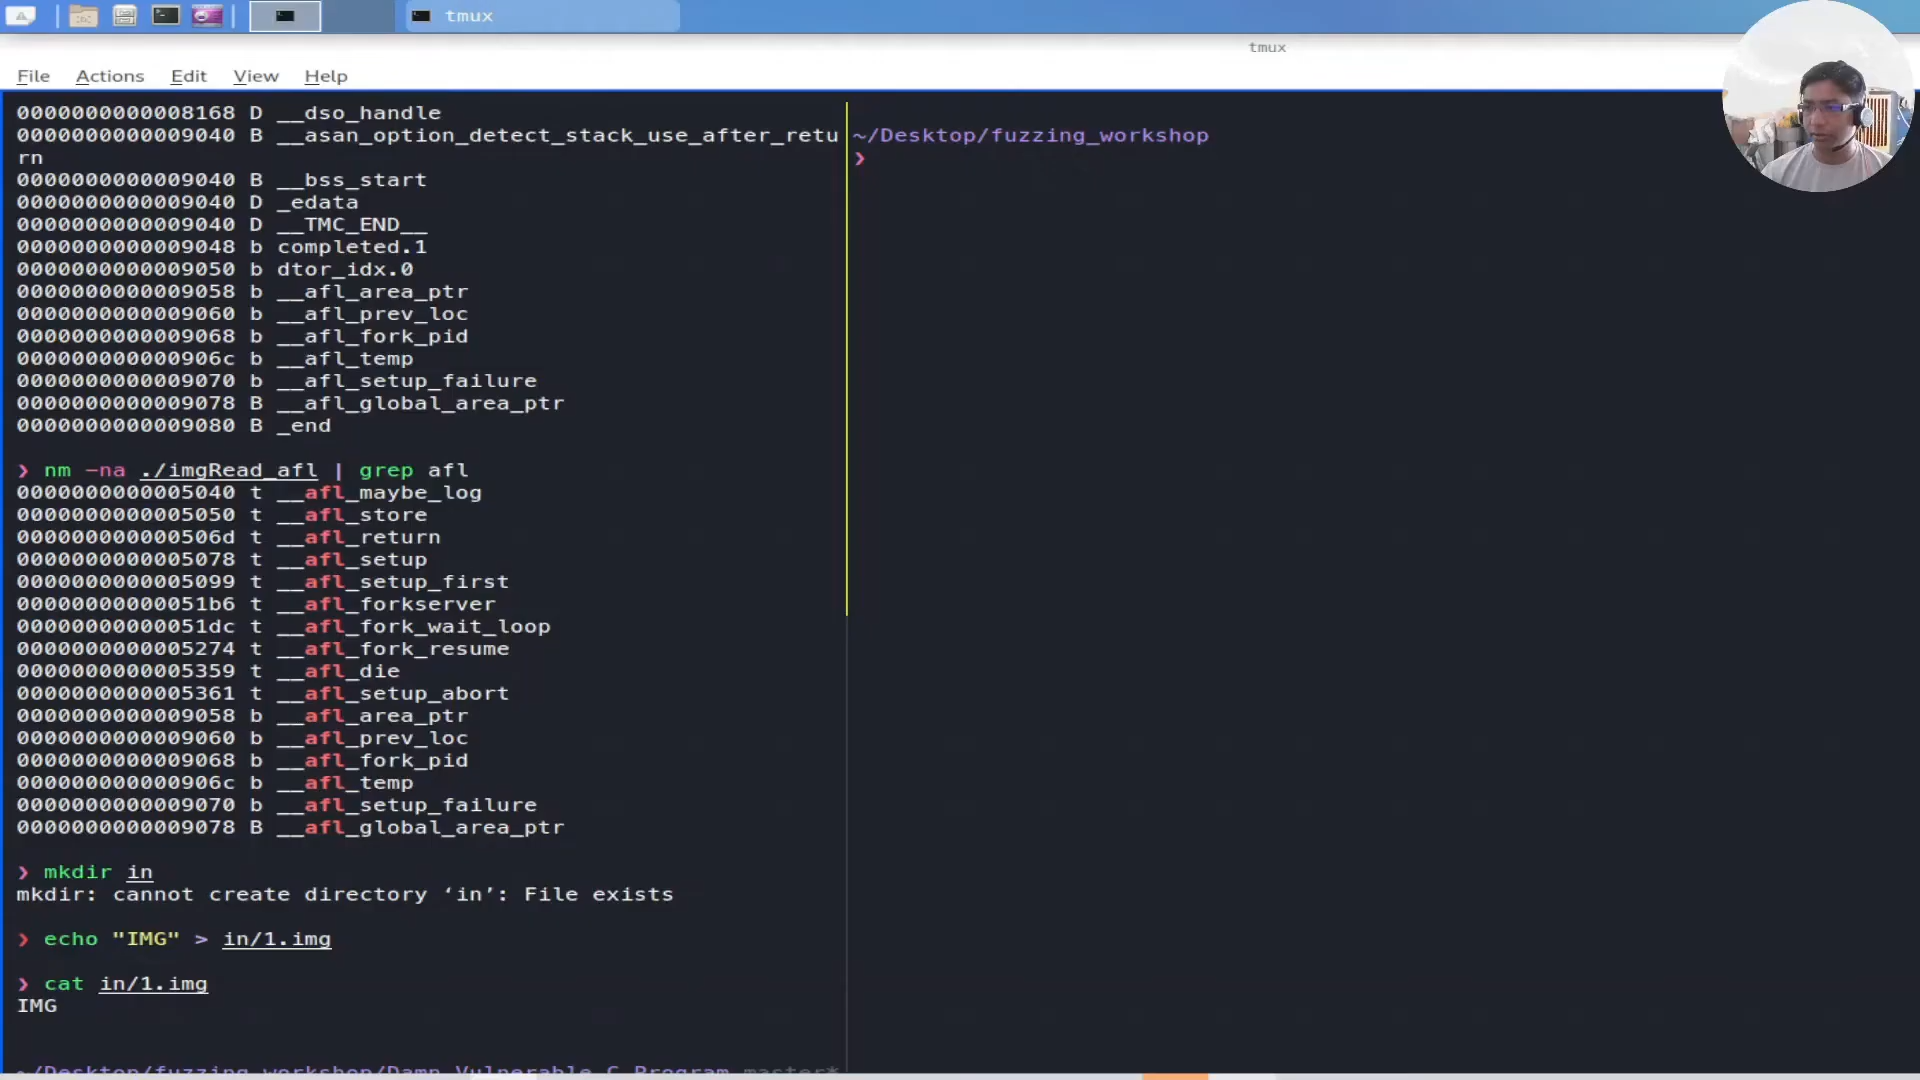 tmux
tmux
File Actions Edit View Help
0000000000008168 D __dso_handle
0000000000009040 B __asan_option_detect_stack_use_after_retu
rn
0000000000009040 B __bss_start
0000000000009040 D _edata
0000000000009040 D __TMC_END__
0000000000009048 b completed.1
0000000000009050 b dtor_idx.0
0000000000009058 b __afl_area_ptr
0000000000009060 b __afl_prev_loc
0000000000009068 b __afl_fork_pid
000000000000906c b __afl_temp
0000000000009070 b __afl_setup_failure
0000000000009078 B __afl_global_area_ptr
0000000000009080 B _end
❯ nm -na ./imgRead_afl | grep afl
0000000000005040 t __afl_maybe_log
0000000000005050 t __afl_store
000000000000506d t __afl_return
0000000000005078 t __afl_setup
0000000000005099 t __afl_setup_first
00000000000051b6 t __afl_forkserver
00000000000051dc t __afl_fork_wait_loop
0000000000005274 t __afl_fork_resume
0000000000005359 t __afl_die
0000000000005361 t __afl_setup_abort
0000000000009058 b __afl_area_ptr
0000000000009060 b __afl_prev_loc
0000000000009068 b __afl_fork_pid
000000000000906c b __afl_temp
0000000000009070 b __afl_setup_failure
0000000000009078 B __afl_global_area_ptr
❯ mkdir in
mkdir: cannot create directory ‘in’: File exists
❯ echo "IMG" > in/1.img
❯ cat in/1.img
IMG
~/Desktop/fuzzing_workshop/Damn_Vulnerable_C_Program master*
~/Desktop/fuzzing_workshop
❯